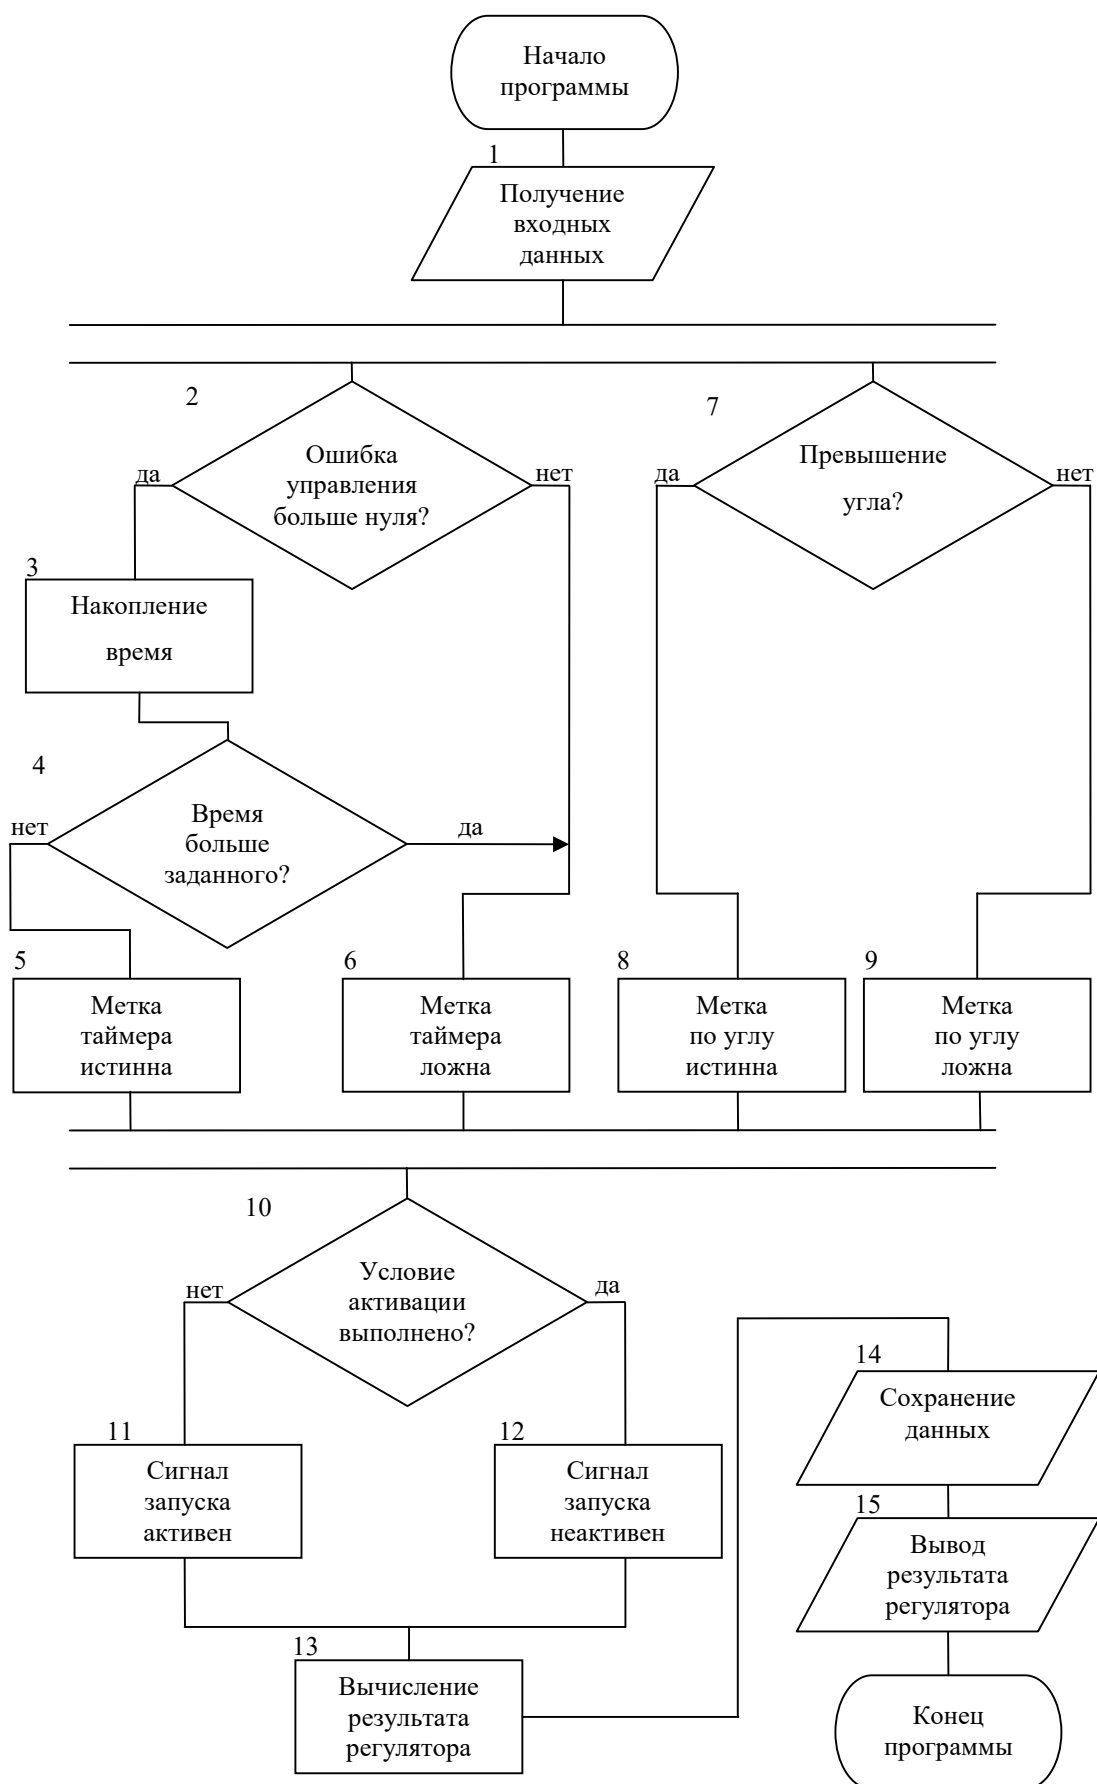 Начало
программы
1
Получение
входных
данных
2
Ошибка
управления
больше нуля?
да
нет
7
Превышение
угла?
да
нет
3
Накопление
время
4
Время
больше
заданного?
нет
да
5
Метка
таймера
истинна
6
Метка
таймера
ложна
8
Метка
по углу
истинна
9
Метка
по углу
ложна
10
Условие
активации
выполнено?
нет
да
11
Сигнал
запуска
активен
12
Сигнал
запуска
неактивен
13
Вычисление
результата
регулятора
14
Сохранение
данных
15
Вывод
результата
регулятора
Конец
программы